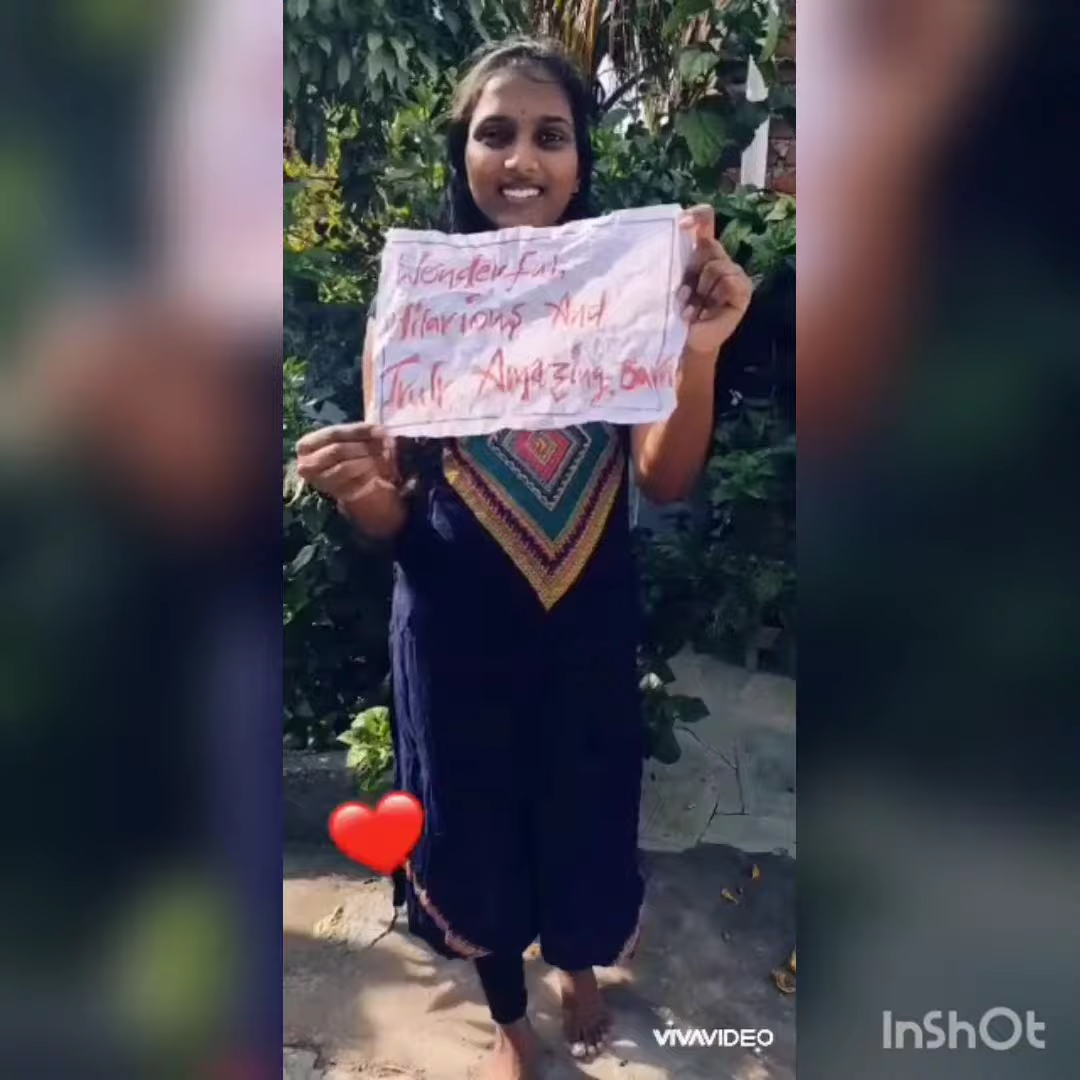 Wonderful,
Hilarious And
Truly Amazing
VIVAVIDEO
InShOt